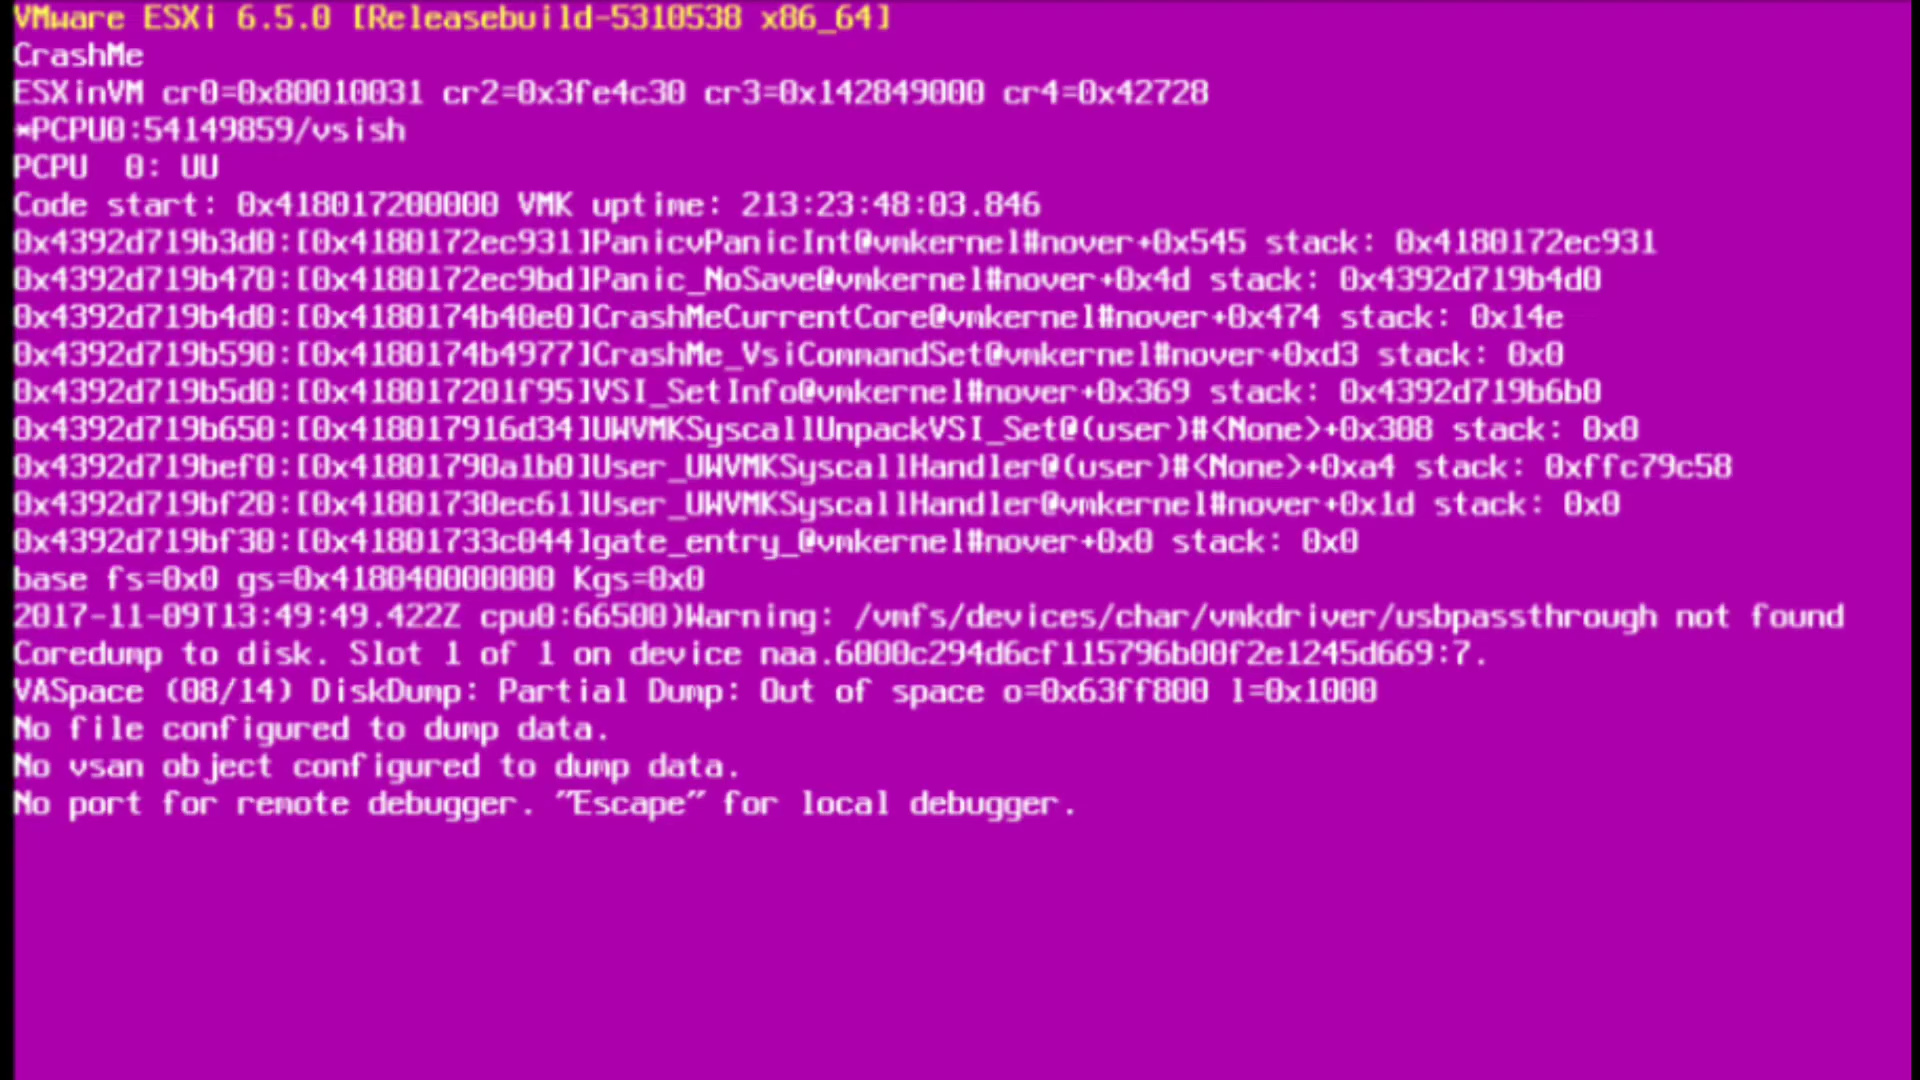 VMware ESXi 6.5.0 [Releasebuild-5310538 x86_64]
CrashMe
ESXinVM cr0=0x80010031 cr2=0x3fe4c30 cr3=0x142849000 cr4=0x42728
*PCPU0:54149859/vsish
PCPU  0: UU
Code start: 0x418017200000 VMK uptime: 213:23:48:03.846
0x4392d719b3d0:[0x4180172ec931]PanicvPanicInt@vmkernel#nover+0x545 stack: 0x4180172ec931
0x4392d719b470:[0x4180172ec9bd]Panic_NoSave@vmkernel#nover+0x4d stack: 0x4392d719b4d0
0x4392d719b4d0:[0x4180174b40e0]CrashMeCurrentCore@vmkernel#nover+0x474 stack: 0x14e
0x4392d719b590:[0x4180174b4977]CrashMe_VsiCommandSet@vmkernel#nover+0xd3 stack: 0x0
0x4392d719b5d0:[0x418017201f95]VSI_SetInfo@vmkernel#nover+0x369 stack: 0x4392d719b6b0
0x4392d719b650:[0x418017916d34]UWVMKSyscallUnpackVSI_Set@(user)#<None>+0x308 stack: 0x0
0x4392d719bef0:[0x41801790a1b0]User_UWVMKSyscallHandler@(user)#<None>+0xa4 stack: 0xffc79c58
0x4392d719bf20:[0x41801730ec61]User_UWVMKSyscallHandler@vmkernel#nover+0x1d stack: 0x0
0x4392d719bf30:[0x41801733c044]gate_entry_@vmkernel#nover+0x0 stack: 0x0
base fs=0x0 gs=0x418040000000 Kgs=0x0
2017-11-09T13:49:49.422Z cpu0:66500)Warning: /vmfs/devices/char/vmkdriver/usbpassthrough not found
Coredump to disk. Slot 1 of 1 on device naa.6000c294d6cf115796b00f2e1245d669:7.
VASpace (08/14) DiskDump: Partial Dump: Out of space o=0x63ff800 l=0x1000
No file configured to dump data.
No vsan object configured to dump data.
No port for remote debugger. "Escape" for local debugger.